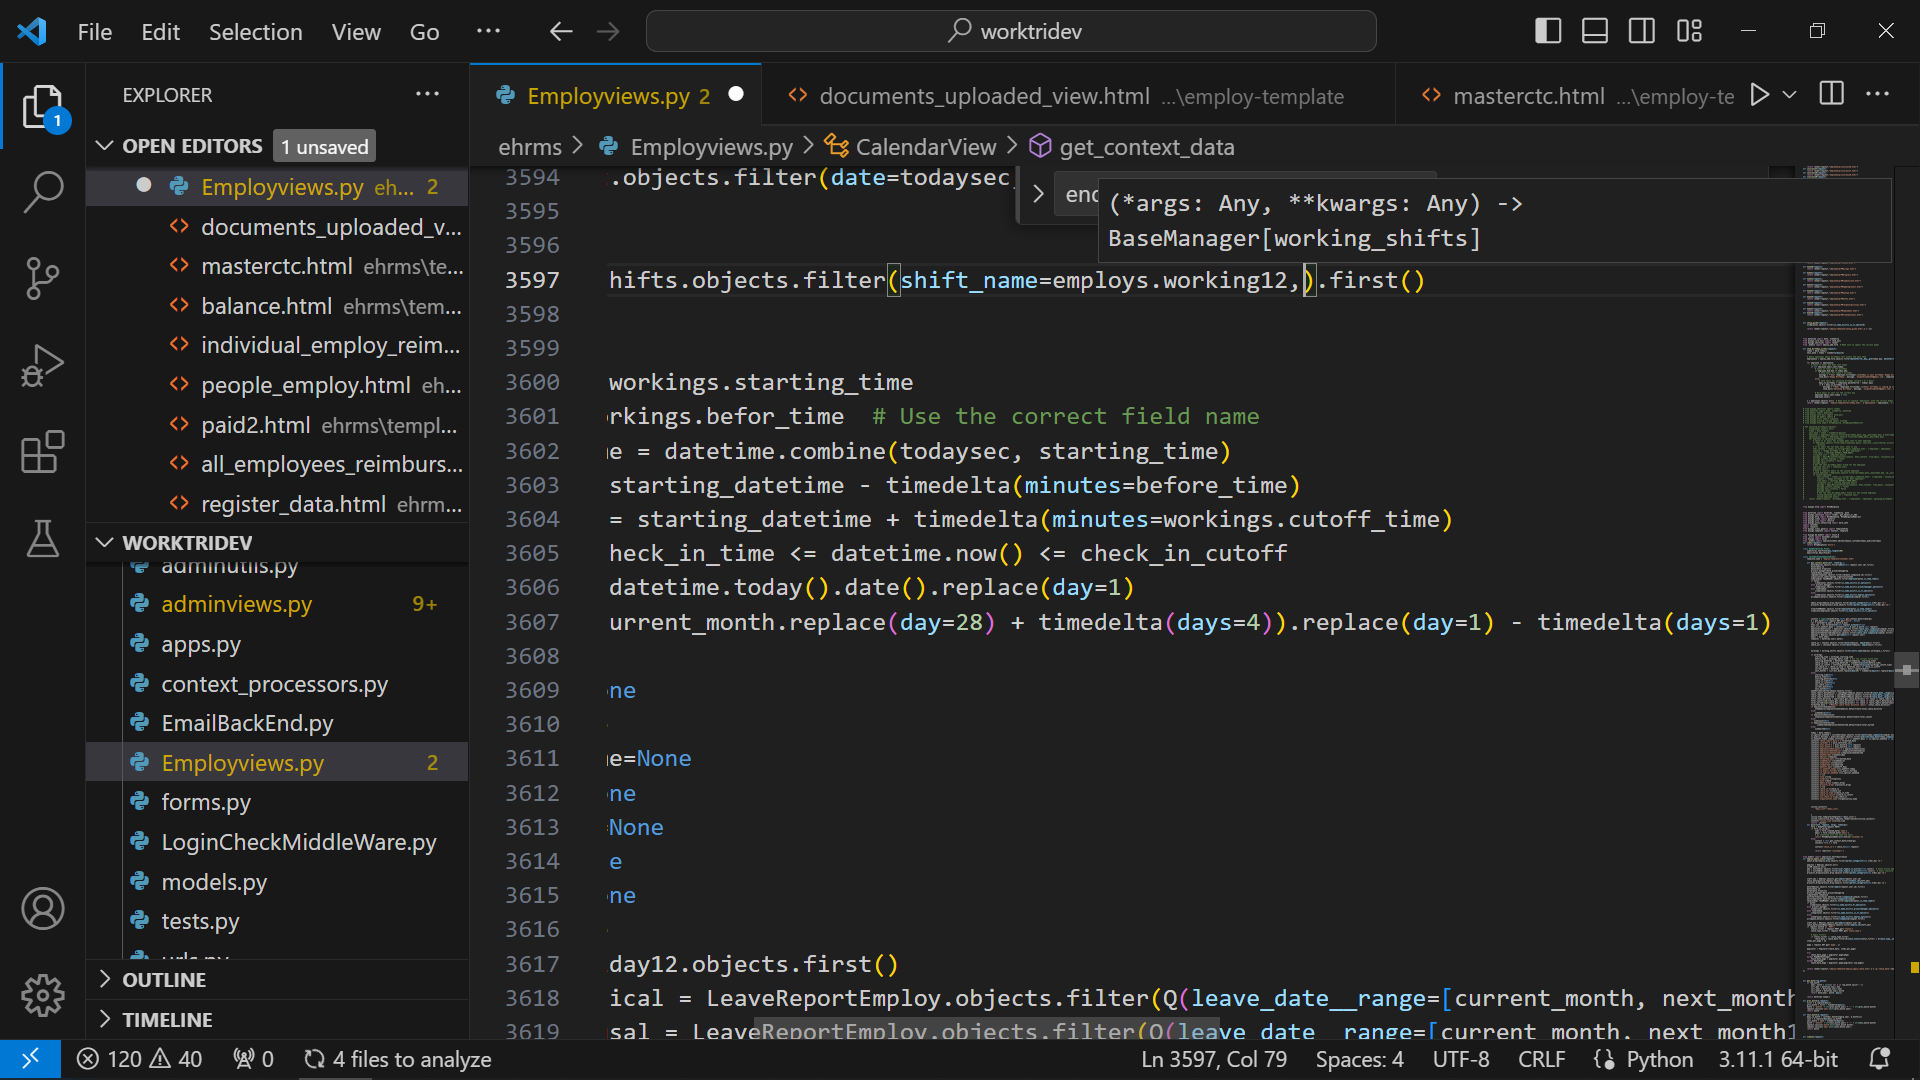 File Edit Selection View Go ··· worktridev
EXPLORER ···
OPEN EDITORS 1 unsaved
Employviews.py eh... 2
documents_uploaded_v...
masterctc.html ehrms\te...
balance.html ehrms\tem...
individual_employ_reim...
people_employ.html eh...
paid2.html ehrms\templ...
all_employees_reimburs...
register_data.html ehrm...
WORKTRIDEV
adminutils.py
adminviews.py 9+
apps.py
context_processors.py
EmailBackEnd.py
Employviews.py 2
forms.py
LoginCheckMiddleWare.py
models.py
tests.py
urls.py
OUTLINE
TIMELINE
1
Employviews.py 2 documents_uploaded_view.html ...\employ-template masterctc.html ...\employ-te ···
ehrms > Employviews.py > CalendarView > get_context_data
(*args: Any, **kwargs: Any) ->
BaseManager[working_shifts]
3594 .objects.filter(date=todaysec,
3595
3596
3597 hifts.objects.filter(shift_name=employs.working12,).first()
3598
3599
3600 workings.starting_time
3601 rkings.befor_time  # Use the correct field name
3602 e = datetime.combine(todaysec, starting_time)
3603 starting_datetime - timedelta(minutes=before_time)
3604 = starting_datetime + timedelta(minutes=workings.cutoff_time)
3605 heck_in_time <= datetime.now() <= check_in_cutoff
3606 datetime.today().date().replace(day=1)
3607 urrent_month.replace(day=28) + timedelta(days=4)).replace(day=1) - timedelta(days=1)
3608
3609 ne
3610
3611 e=None
3612 ne
3613 None
3614 e
3615 ne
3616
3617 day12.objects.first()
3618 ical = LeaveReportEmploy.objects.filter(Q(leave_date__range=[current_month, next_month
3619 sal = LeaveReportEmploy.objects.filter(Q(leave_date__range=[current_month, next_month1
120 40 0 4 files to analyze Ln 3597, Col 79 Spaces: 4 UTF-8 CRLF {} Python 3.11.1 64-bit